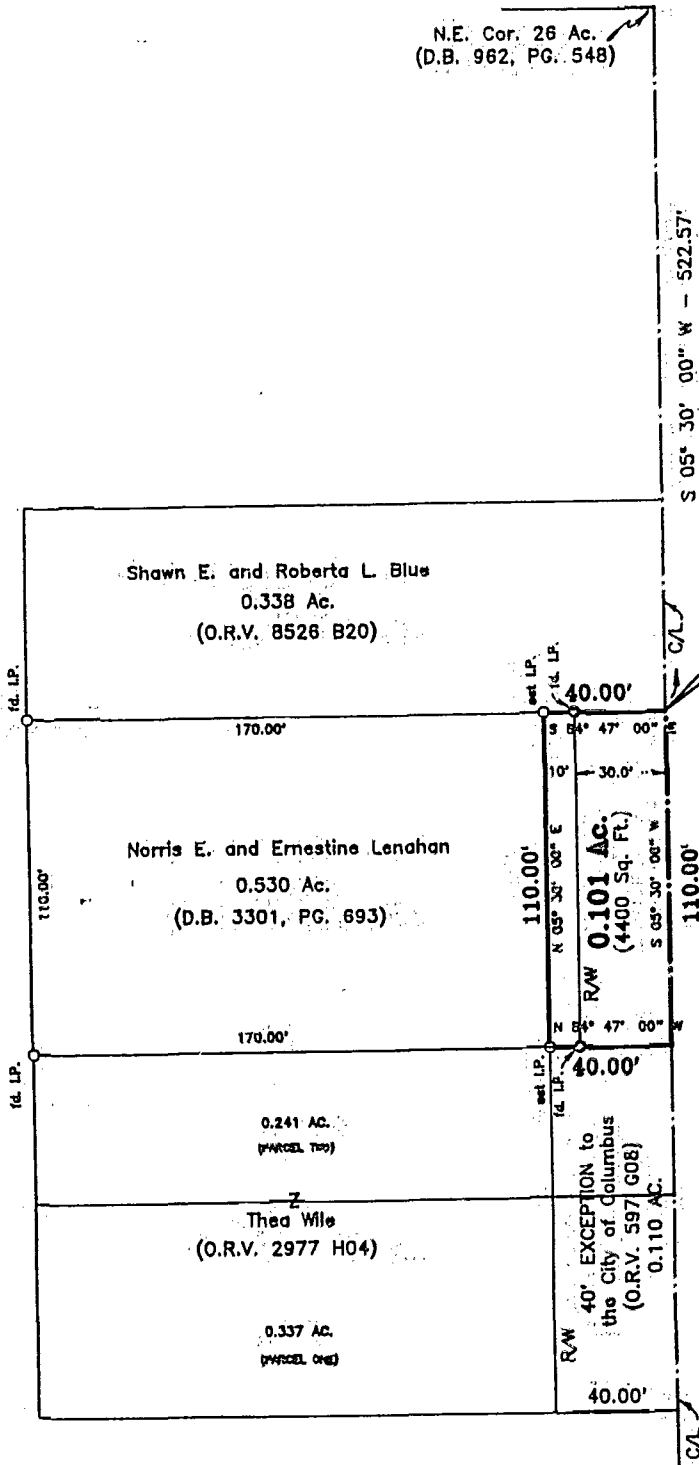 N.E. Cor. 26 Ac.
(D.B. 962, PG. 548)
S 05° 30' 00" W - 522.57'
Shawn E. and Roberta L. Blue
0.338 Ac.
(O.R.V. 8526 B20)
C/L
fd. I.P.
set I.P.
fd. I.P.
40.00'
170.00'
S 84° 47' 00" E
10'
30.0'
Norris E. and Ernestine Lenahan
0.530 Ac.
(D.B. 3301, PG. 693)
110.00'
110.00'
N 05° 30' 00" E
R/W
0.101 Ac.
(4400 Sq. Ft.)
S 05° 30' 00" W
110.00'
170.00'
N 84° 47' 00" W
fd. I.P.
set I.P.
fd. I.P.
40.00'
0.241 AC.
(PARCEL TWO)
Z
Thea Wile
(O.R.V. 2977 H04)
0.337 AC.
(PARCEL ONE)
R/W
40' EXCEPTION to
the City of Columbus
(O.R.V. 597 G08)
0.110 AC.
40.00'
C/L